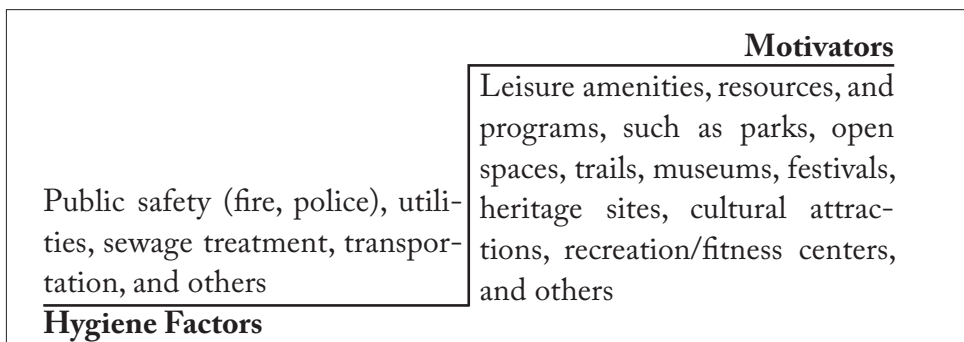 Motivators
Leisure amenities, resources, and
programs, such as parks, open
spaces, trails, museums, festivals,
heritage sites, cultural attrac-
tions, recreation/fitness centers,
and others
Public safety (fire, police), utili-
ties, sewage treatment, transpor-
tation, and others
Hygiene Factors